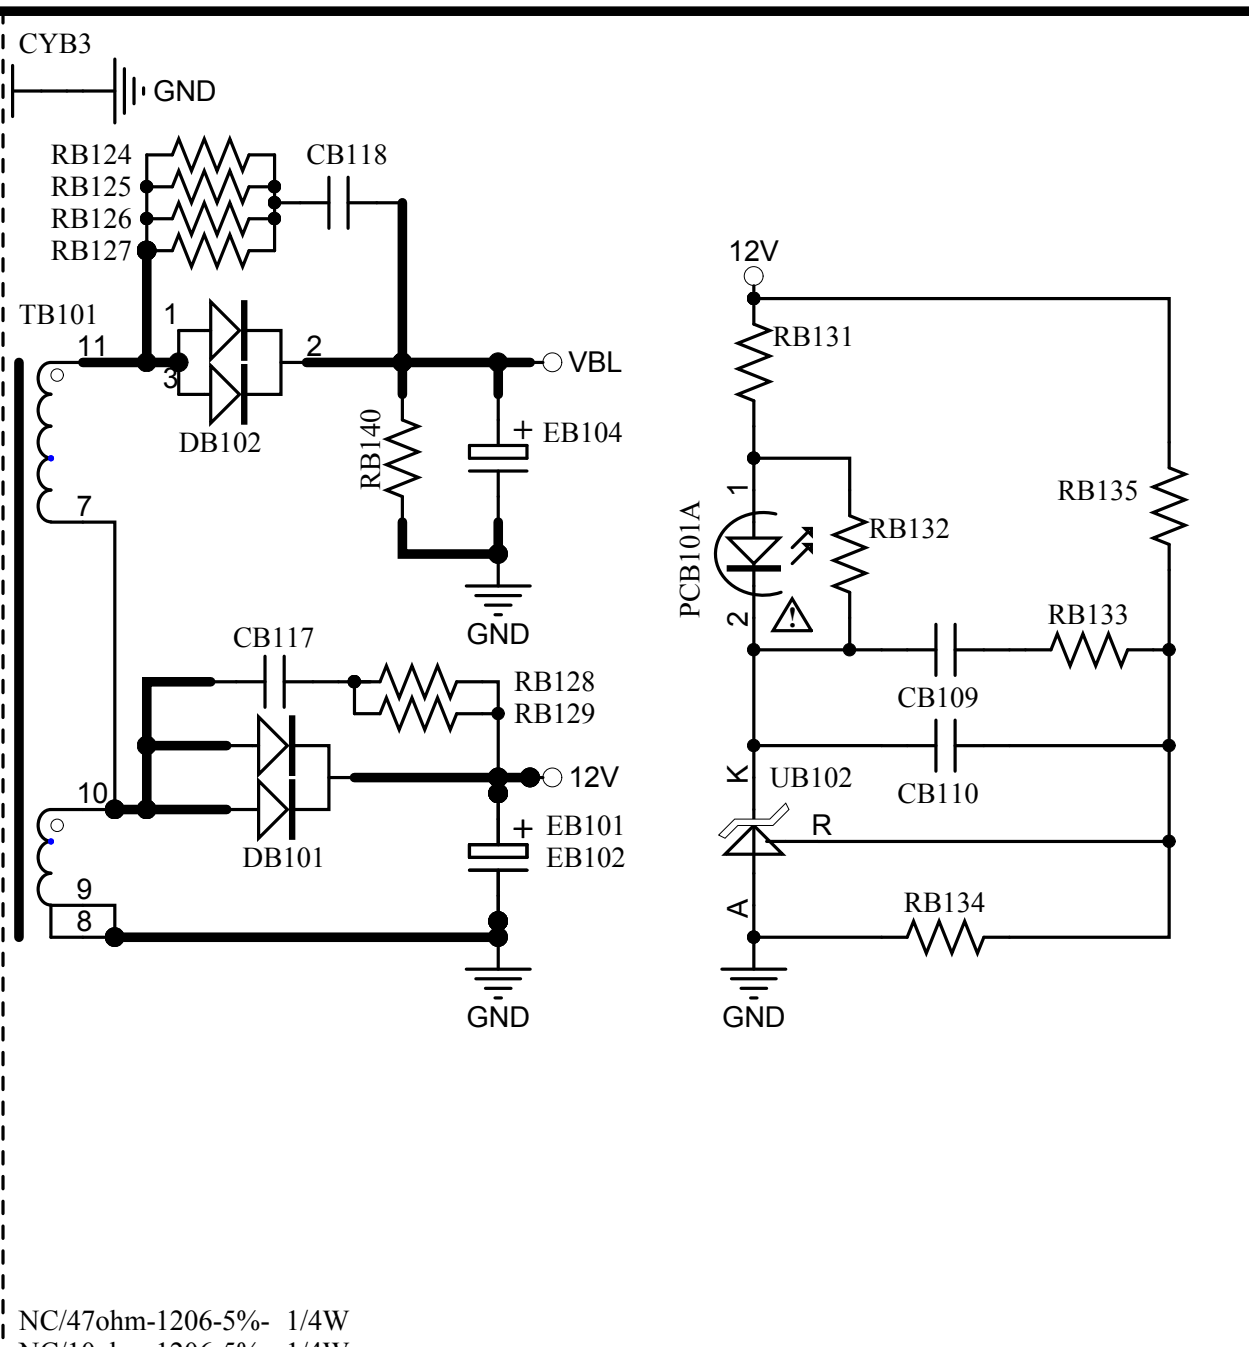 CYB3
GND
RB124
RB125
RB126
RB127
CB118
TB101
11
1
3
2
VBL
DB102
RB140
+ EB104
7
GND
CB117
RB128
RB129
12V
10
DB101
+ EB101
EB102
9
8
GND
12V
RB131
RB135
PCB101A
1
2
!
RB132
RB133
CB109
K
UB102
CB110
R
A
RB134
GND
NC/47ohm-1206-5%- 1/4W